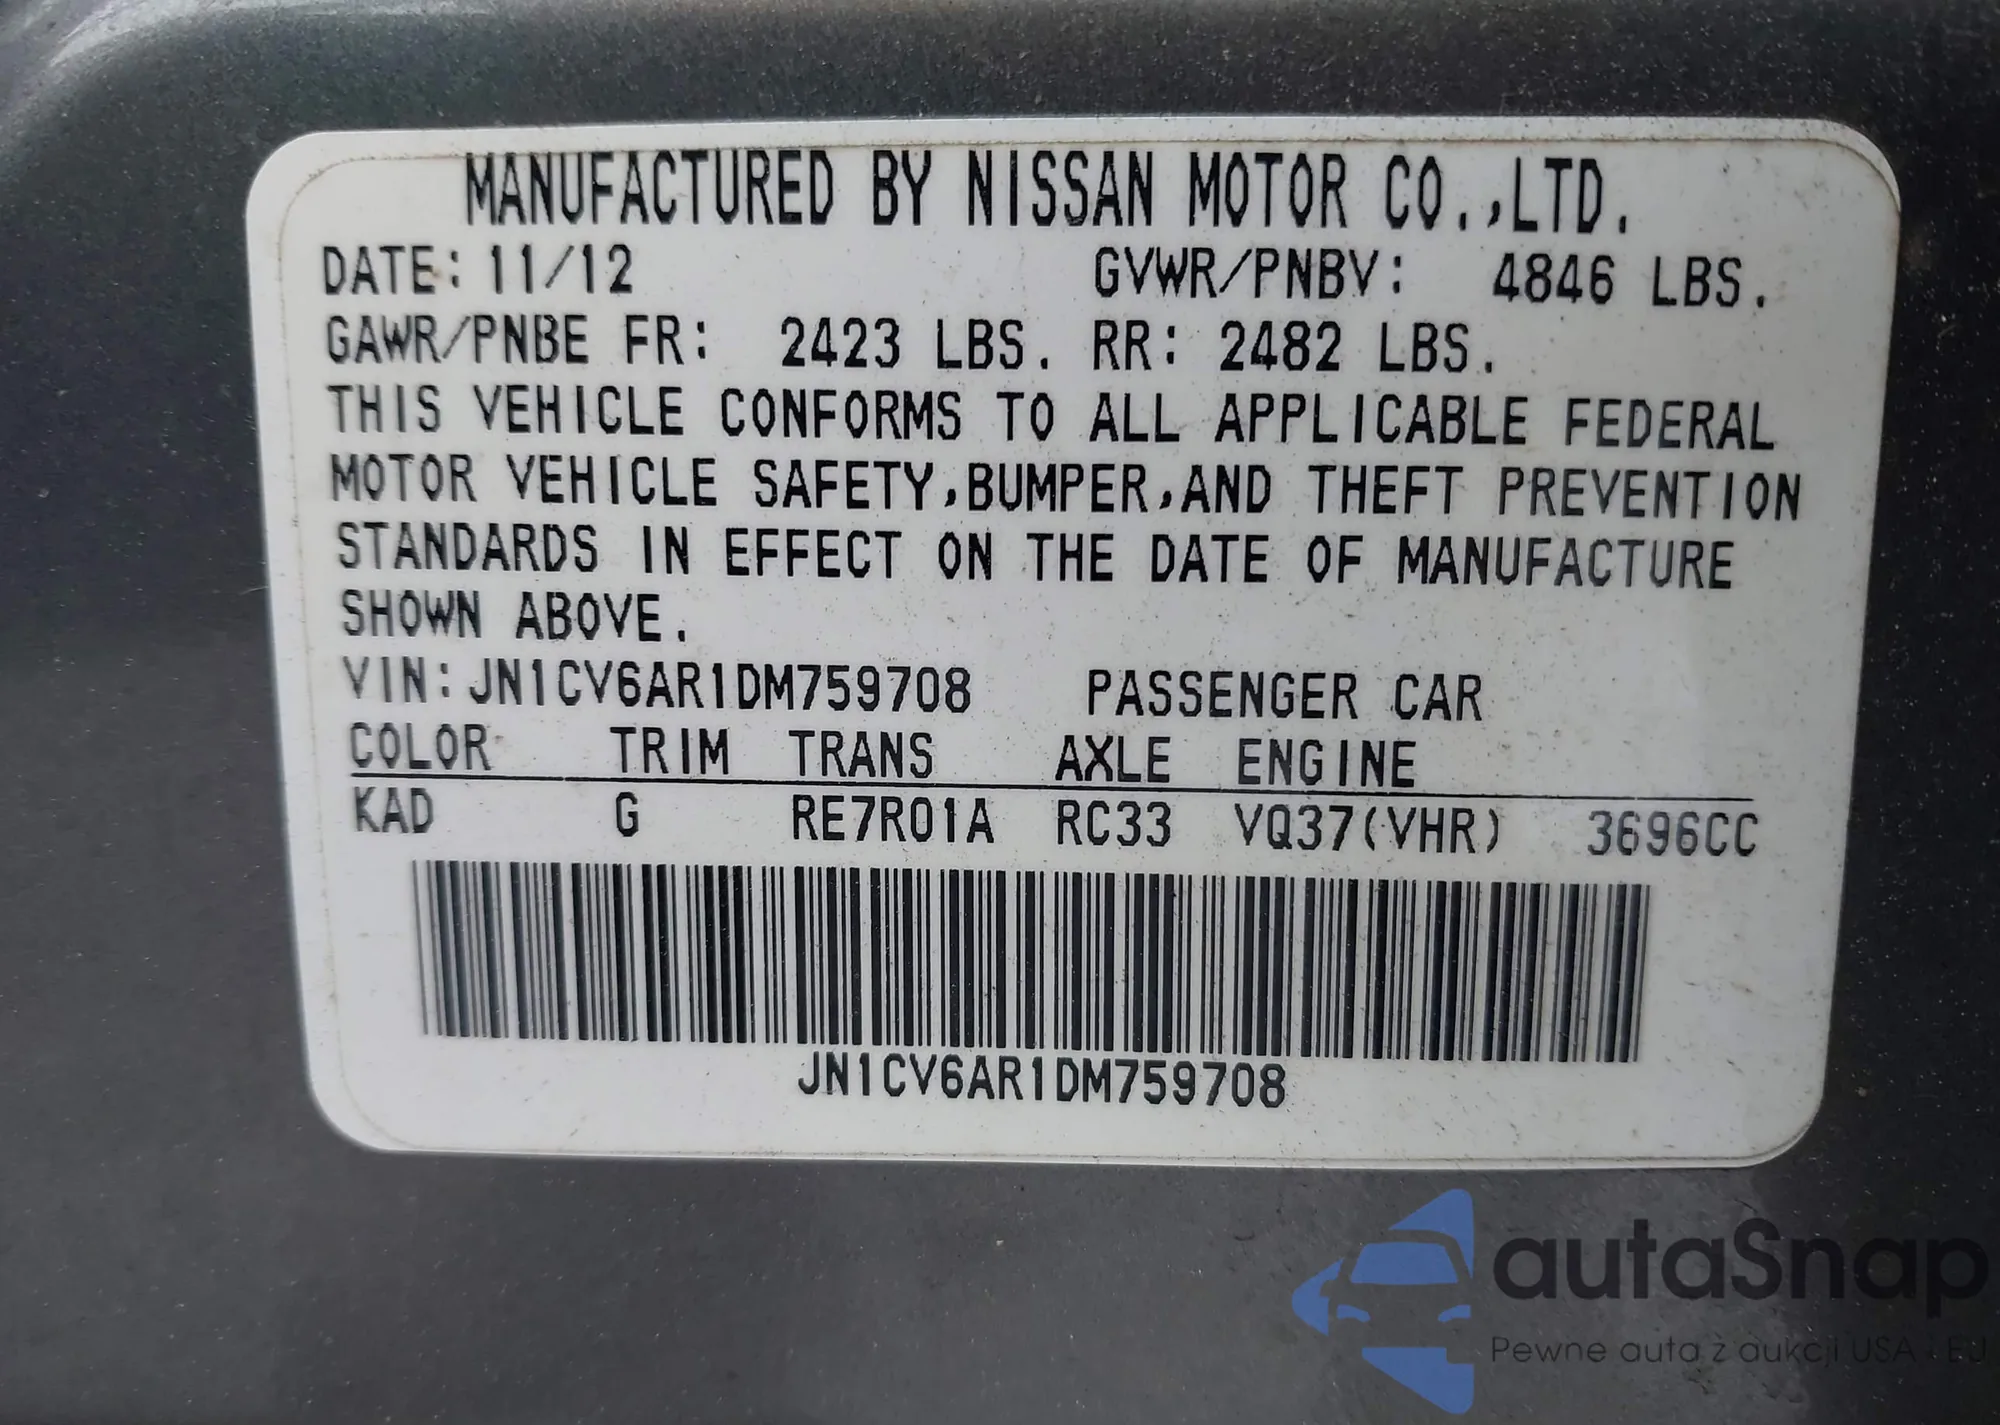 MANUFACTURED BY NISSAN MOTOR CO.,LTD.
DATE: 11/12 GVWR/PNBV: 4846 LBS.
GAWR/PNBE FR: 2423 LBS. RR: 2482 LBS.
THIS VEHICLE CONFORMS TO ALL APPLICABLE FEDERAL
MOTOR VEHICLE SAFETY,BUMPER,AND THEFT PREVENTION
STANDARDS IN EFFECT ON THE DATE OF MANUFACTURE
SHOWN ABOVE.
VIN:JN1CV6AR1DM759708 PASSENGER CAR
COLOR TRIM TRANS AXLE ENGINE
KAD G RE7R01A RC33 VQ37(VHR) 3696CC
JN1CV6AR1DM759708
autaSnap
Pewne auta z aukcji USA i EU